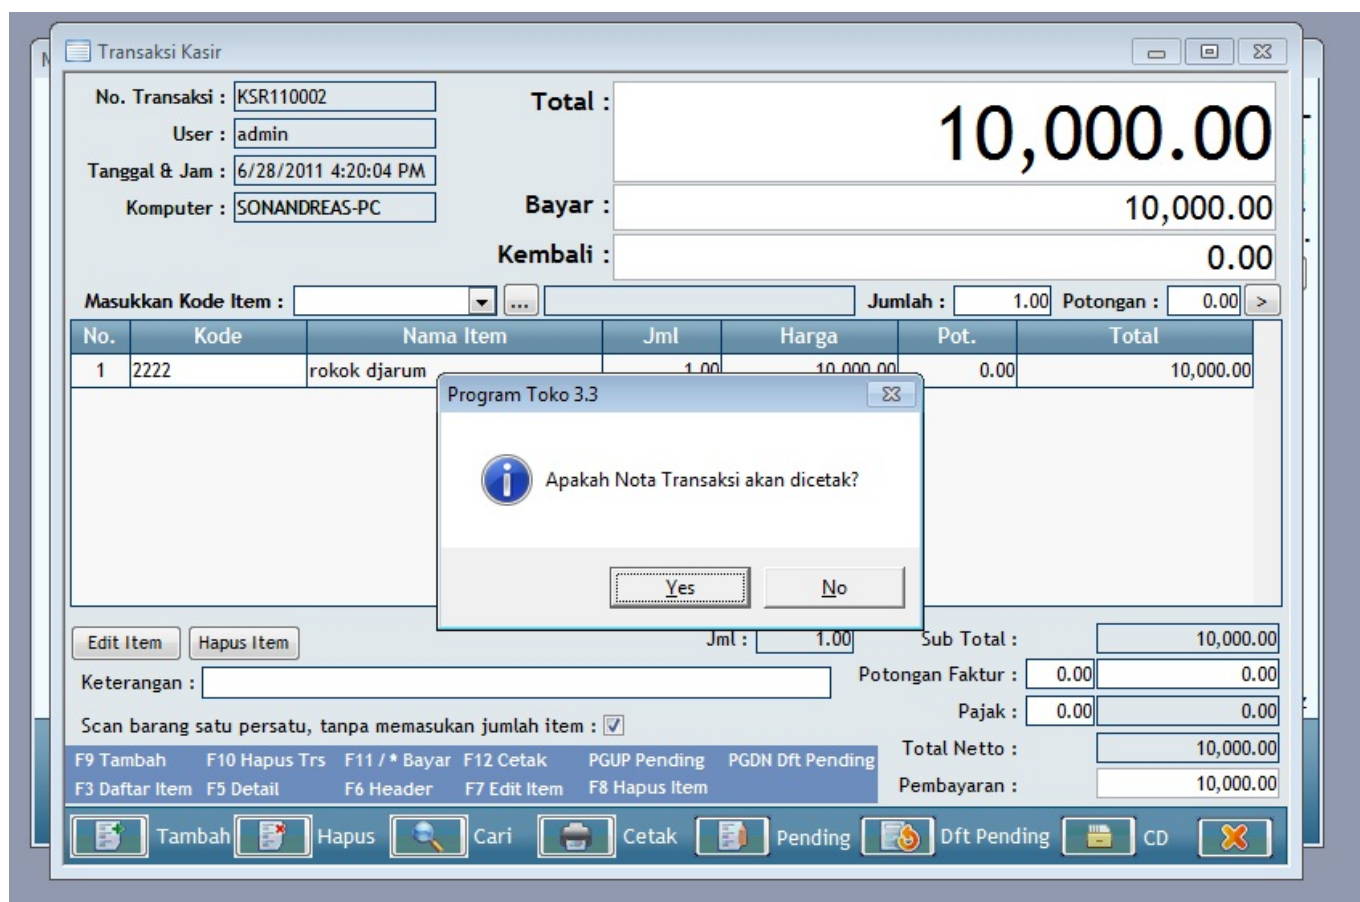 Transaksi Kasir
No. Transaksi : KSR110002
User : admin
Tanggal & Jam : 6/28/2011 4:20:04 PM
Komputer : SONANDREAS-PC
Total : 10,000.00
Bayar : 10,000.00
Kembali : 0.00
Masukkan Kode Item : ... Jumlah : 1.00 Potongan : 0.00 >
No. Kode Nama Item Jml Harga Pot. Total
1 2222 rokok djarum 1.00 10,000.00 0.00 10,000.00
Program Toko 3.3
Apakah Nota Transaksi akan dicetak?
Yes No
Edit Item Hapus Item Jml : 1.00 Sub Total : 10,000.00
Keterangan : Potongan Faktur : 0.00 0.00
Scan barang satu persatu, tanpa memasukan jumlah item : Pajak : 0.00 0.00
Total Netto : 10,000.00
Pembayaran : 10,000.00
F9 Tambah F10 Hapus Trs F11 / * Bayar F12 Cetak PGUP Pending PGDN Dft Pending
F3 Daftar Item F5 Detail F6 Header F7 Edit Item F8 Hapus Item
Tambah Hapus Cari Cetak Pending Dft Pending CD